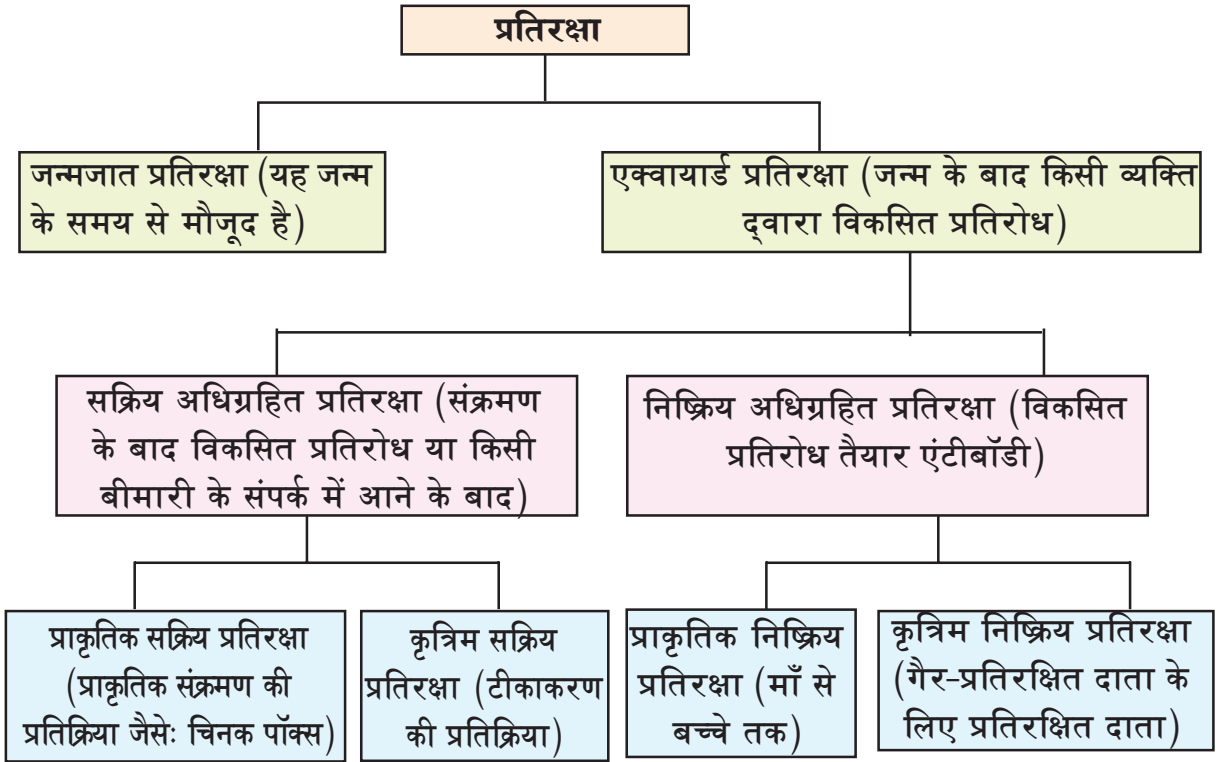 प्रतिरक्षा
जन्मजात प्रतिरक्षा (यह जन्म
के समय से मौजूद है)
एक्वायार्ड प्रतिरक्षा (जन्म के बाद किसी व्यक्ति
द्‌वारा विकसित प्रतिरोध)
सक्रिय अधिग्रहित प्रतिरक्षा (संक्रमण
के बाद विकसित प्रतिरोध या किसी
बीमारी के संपर्क में आने के बाद)
निष्क्रिय अधिग्रहित प्रतिरक्षा (विकसित
प्रतिरोध तैयार एंटीबॉडी)
प्राकृतिक सक्रिय प्रतिरक्षा
(प्राकृतिक संक्रमण की
प्रतिक्रिया जैसेः चिनक पॉक्स)
कृत्रिम सक्रिय
प्रतिरक्षा (टीकाकरण
की प्रतिक्रिया)
प्राकृतिक निष्क्रिय
प्रतिरक्षा (माँ से
बच्चे तक)
कृत्रिम निष्क्रिय प्रतिरक्षा
(गैर-प्रतिरक्षित दाता के
लिए प्रतिरक्षित दाता)